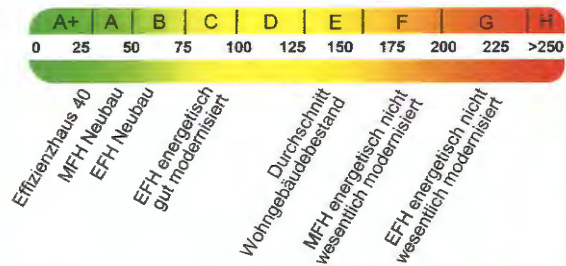 A+ A B C D E F G H
0 25 50 75 100 125 150 175 200 225 >250
Effizienzhaus 40
MFH Neubau
EFH Neubau
EFH energetisch
gut modernisiert
Durchschnitt
Wohngebäudebestand
MFH energetisch nicht
wesentlich modernisiert
EFH energetisch nicht
wesentlich modernisiert